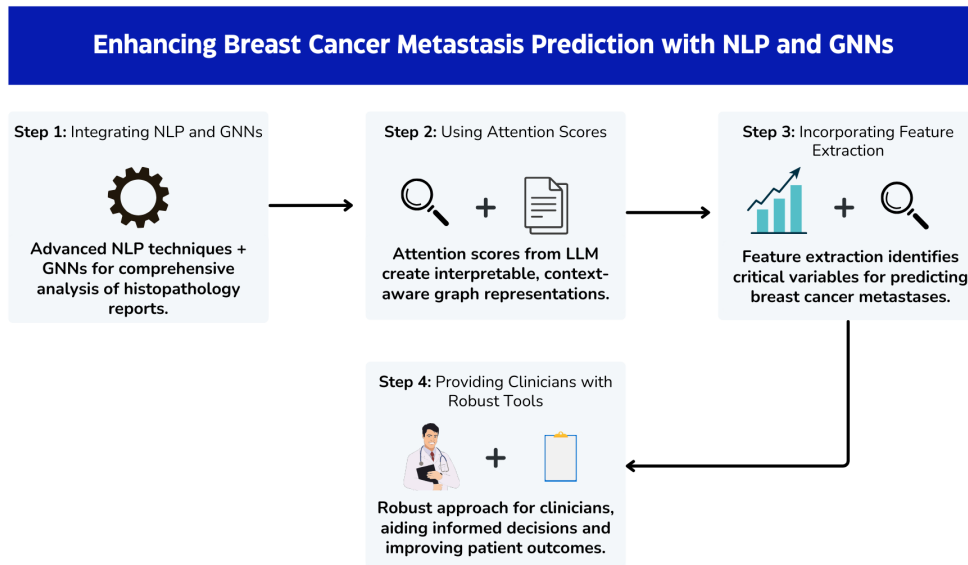 Enhancing Breast Cancer Metastasis Prediction with NLP and GNNs
Step 1: Integrating NLP and GNNs
Advanced NLP techniques +
GNNs for comprehensive
analysis of histopathology
reports.
Step 2: Using Attention Scores
+
Attention scores from LLM
create interpretable, context-
aware graph representations.
Step 3: Incorporating Feature
Extraction
+
Feature extraction identifies
critical variables for predicting
breast cancer metastases.
Step 4: Providing Clinicians with
Robust Tools
+
Robust approach for clinicians,
aiding informed decisions and
improving patient outcomes.